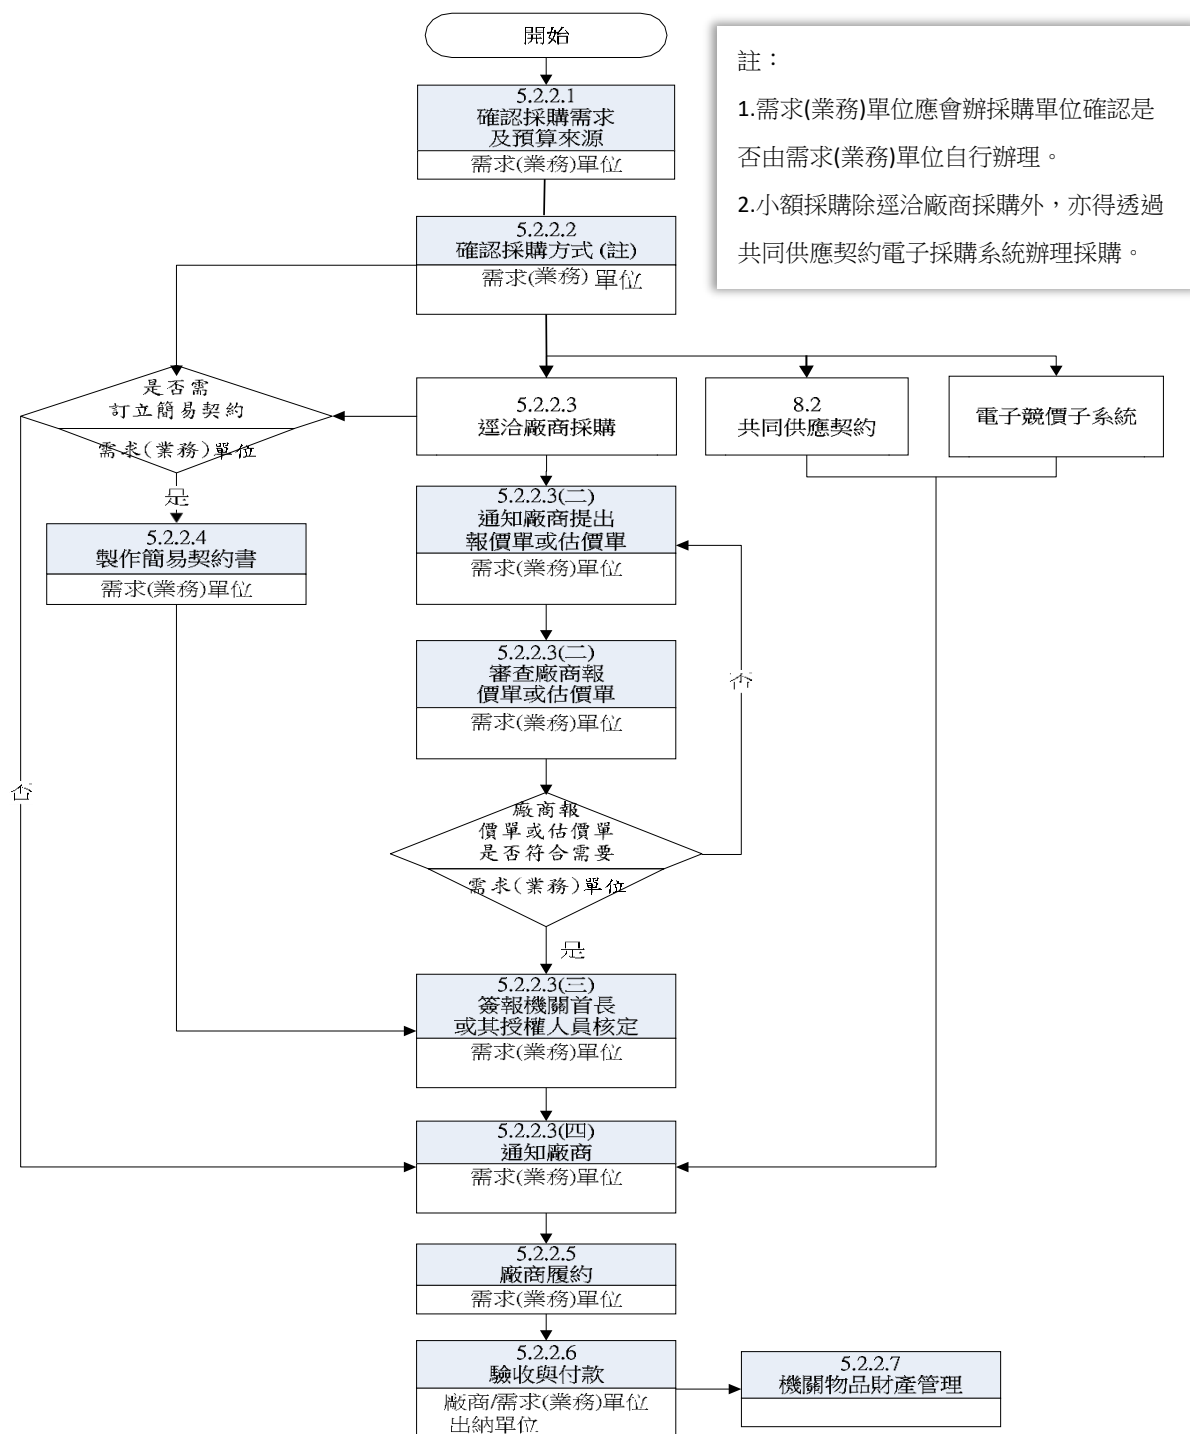 開始
註：
1.需求(業務)單位應會辦採購單位確認是
否由需求(業務)單位自行辦理。
2.小額採購除逕洽廠商採購外，亦得透過
共同供應契約電子採購系統辦理採購。
5.2.2.1
確認採購需求
及預算來源
需求(業務)單位
5.2.2.2
確認採購方式 (註)
需求(業務) 單位
是否需
訂立簡易契約
需求(業務)單位
5.2.2.3
逕洽廠商採購
8.2
共同供應契約
電子競價子系統
是
5.2.2.4
製作簡易契約書
需求(業務)單位
5.2.2.3(二)
通知廠商提出
報價單或估價單
需求(業務)單位
5.2.2.3(二)
審查廠商報
價單或估價單
需求(業務)單位
否
否
廠商報
價單或估價單
是否符合需要
需求(業務)單位
是
5.2.2.3(三)
簽報機關首長
或其授權人員核定
需求(業務)單位
5.2.2.3(四)
通知廠商
需求(業務)單位
5.2.2.5
廠商履約
需求(業務)單位
5.2.2.6
驗收與付款
廠商/需求(業務)單位
出納單位
5.2.2.7
機關物品財產管理